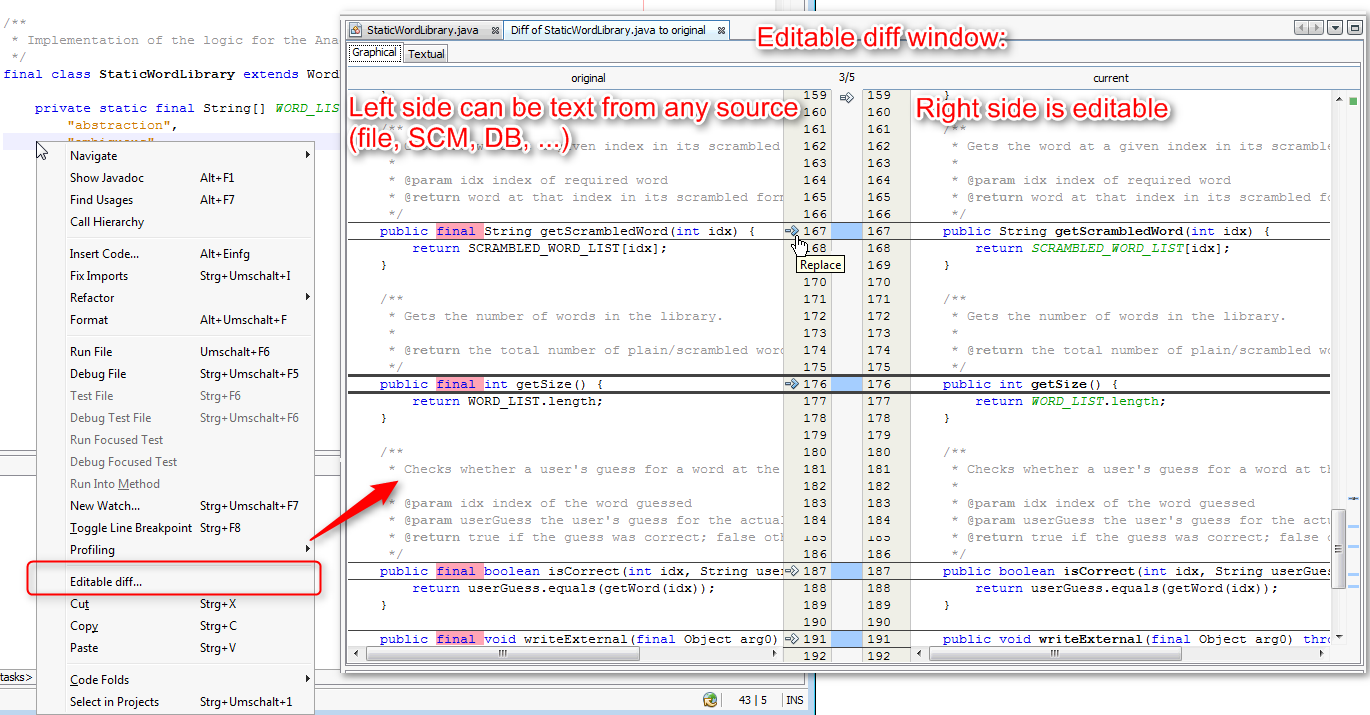 /**
* Implementation of the logic for the Ana
*/
final class StaticWordLibrary extends Word
private static final String[] WORD_LIS
"abstraction",
Navigate
Show Javadoc Alt+F1
Find Usages Alt+F7
Call Hierarchy
Insert Code... Alt+Einfg
Fix Imports Strg+Umschalt+I
Refactor
Format Alt+Umschalt+F
Run File Umschalt+F6
Debug File Strg+Umschalt+F5
Test File Strg+F6
Debug Test File Strg+Umschalt+F6
Run Focused Test
Debug Focused Test
Run Into Method
New Watch... Strg+Umschalt+F7
Toggle Line Breakpoint Strg+F8
Profiling
Editable diff...
Cut Strg+X
Copy Strg+C
Paste Strg+V
Code Folds
Select in Projects Strg+Umschalt+1
tasks>
43 | 5 INS
StaticWordLibrary.java Diff of StaticWordLibrary.java to original
Editable diff window:
Graphical Textual
original 3/5 current
Left side can be text from any source
(file, SCM, DB, ...)
Right side is editable
} 159 159 }
160 160
/** 161 161 /**
given index in its scrambled 162 162 * Gets the word at a given index in its scramble
* 163 163 *
* @param idx index of required word 164 164 * @param idx index of required word
* @return word at that index in its scrambled form 165 165 * @return word at that index in its scrambled fo
*/ 166 166 */
public final String getScrambledWord(int idx) { 167 167 public String getScrambledWord(int idx) {
return SCRAMBLED_WORD_LIST[idx]; 168 168 return SCRAMBLED_WORD_LIST[idx];
} 169 }
Replace
170 170
/** 171 171 /**
* Gets the number of words in the library. 172 172 * Gets the number of words in the library.
* 173 173 *
* @return the total number of plain/scrambled word 174 174 * @return the total number of plain/scrambled wo
*/ 175 175 */
public final int getSize() { 176 176 public int getSize() {
return WORD_LIST.length; 177 177 return WORD_LIST.length;
} 178 178 }
179 179
/** 180 180 /**
* Checks whether a user's guess for a word at the 181 181 * Checks whether a user's guess for a word at th
182 182 *
* @param idx index of the word guessed 183 183 * @param idx index of the word guessed
* @param userGuess the user's guess for the actual 184 184 * @param userGuess the user's guess for the actu
* @return true if the guess was correct; false oth 185 185 * @return true if the guess was correct; false o
*/ 186 186 */
public final boolean isCorrect(int idx, String user 187 187 public boolean isCorrect(int idx, String userGues
return userGuess.equals(getWord(idx)); 188 188 return userGuess.equals(getWord(idx));
} 189 189 }
190 190
public final void writeExternal(final Object arg0) 191 191 public void writeExternal(final Object arg0) thro
192 192